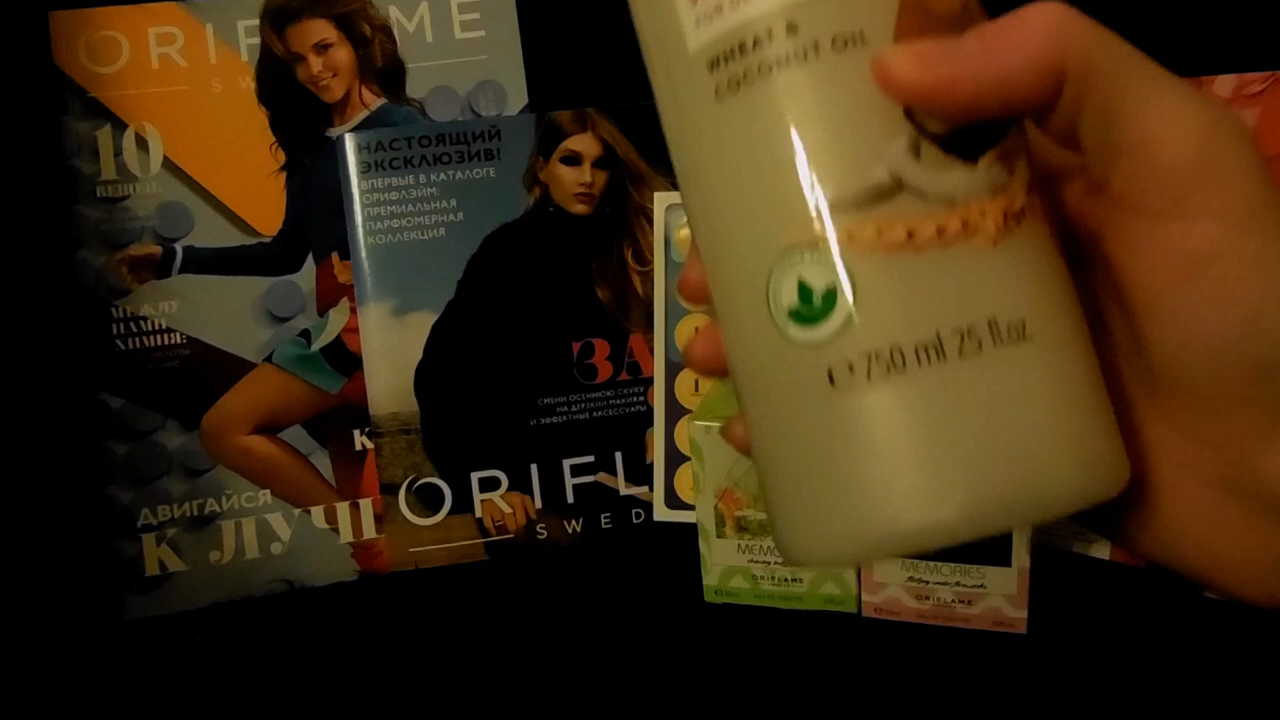 ORIFLAME
10
ВЕЩЕЙ,
МЕЖДУ
НАМИ
ХИМИЯ:
ДВИГАЙСЯ
К ЛУЧ
НАСТОЯЩИЙ
ЭКСКЛЮЗИВ!
ВПЕРВЫЕ В КАТАЛОГЕ
ОРИФЛЭЙМ:
ПРЕМИАЛЬНАЯ
ПАРФЮМЕРНАЯ
КОЛЛЕКЦИЯ
ЗА
СМЕНИ ОСЕННЮЮ СКУКУ
НА ДЕРЗКИЙ МАКИЯЖ
И ЭФФЕКТНЫЕ АКСЕССУАРЫ
К
ORIFL
SWED
WHEAT &
COCONUT OIL
750 ml 25 fl.oz
MEMO
ORIFLAME
MEMORIES
ORIFLAME